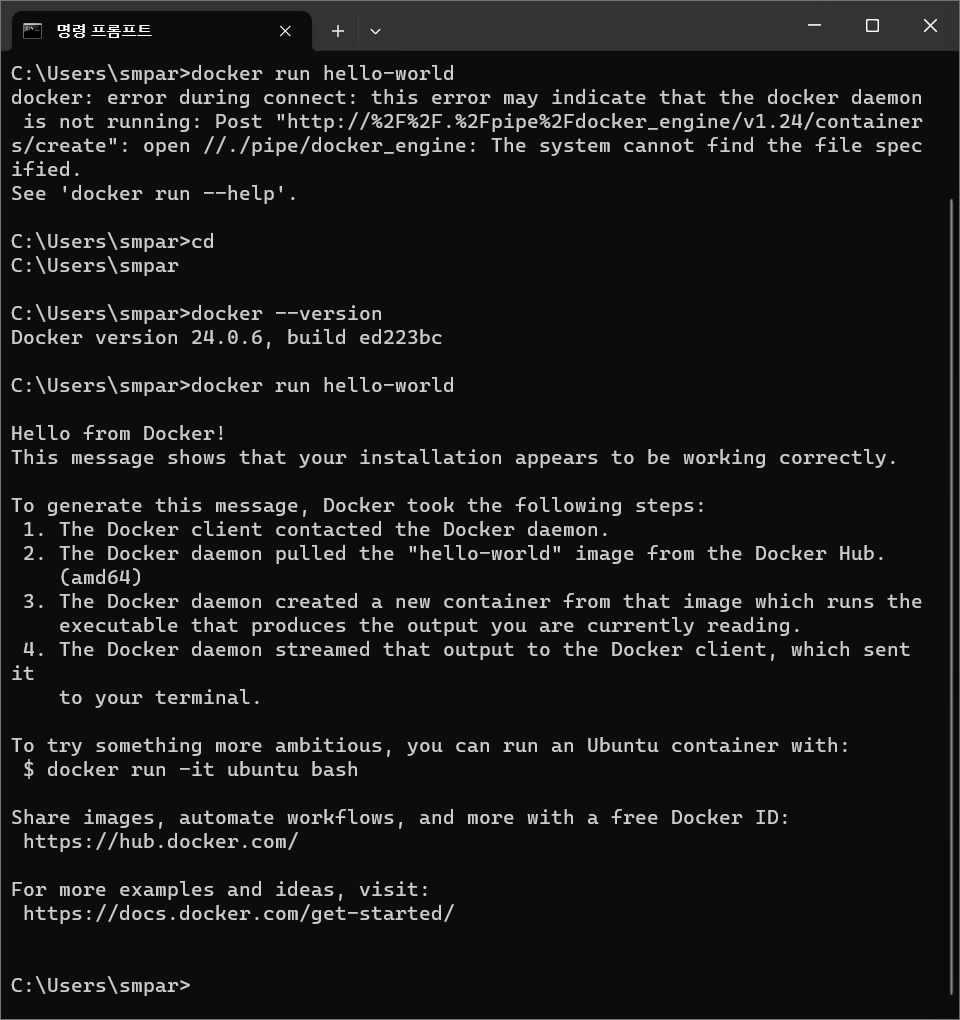 명령 프롬프트
C:\Users\smpar>docker run hello-world
docker: error during connect: this error may indicate that the docker daemon
 is not running: Post "http://%2F%2F.%2Fpipe%2Fdocker_engine/v1.24/container
s/create": open //./pipe/docker_engine: The system cannot find the file spec
ified.
See 'docker run --help'.
C:\Users\smpar>cd
C:\Users\smpar
C:\Users\smpar>docker --version
Docker version 24.0.6, build ed223bc
C:\Users\smpar>docker run hello-world
Hello from Docker!
This message shows that your installation appears to be working correctly.
To generate this message, Docker took the following steps:
 1. The Docker client contacted the Docker daemon.
 2. The Docker daemon pulled the "hello-world" image from the Docker Hub.
    (amd64)
 3. The Docker daemon created a new container from that image which runs the
    executable that produces the output you are currently reading.
 4. The Docker daemon streamed that output to the Docker client, which sent
it
    to your terminal.
To try something more ambitious, you can run an Ubuntu container with:
 $ docker run -it ubuntu bash
Share images, automate workflows, and more with a free Docker ID:
 https://hub.docker.com/
For more examples and ideas, visit:
 https://docs.docker.com/get-started/
C:\Users\smpar>